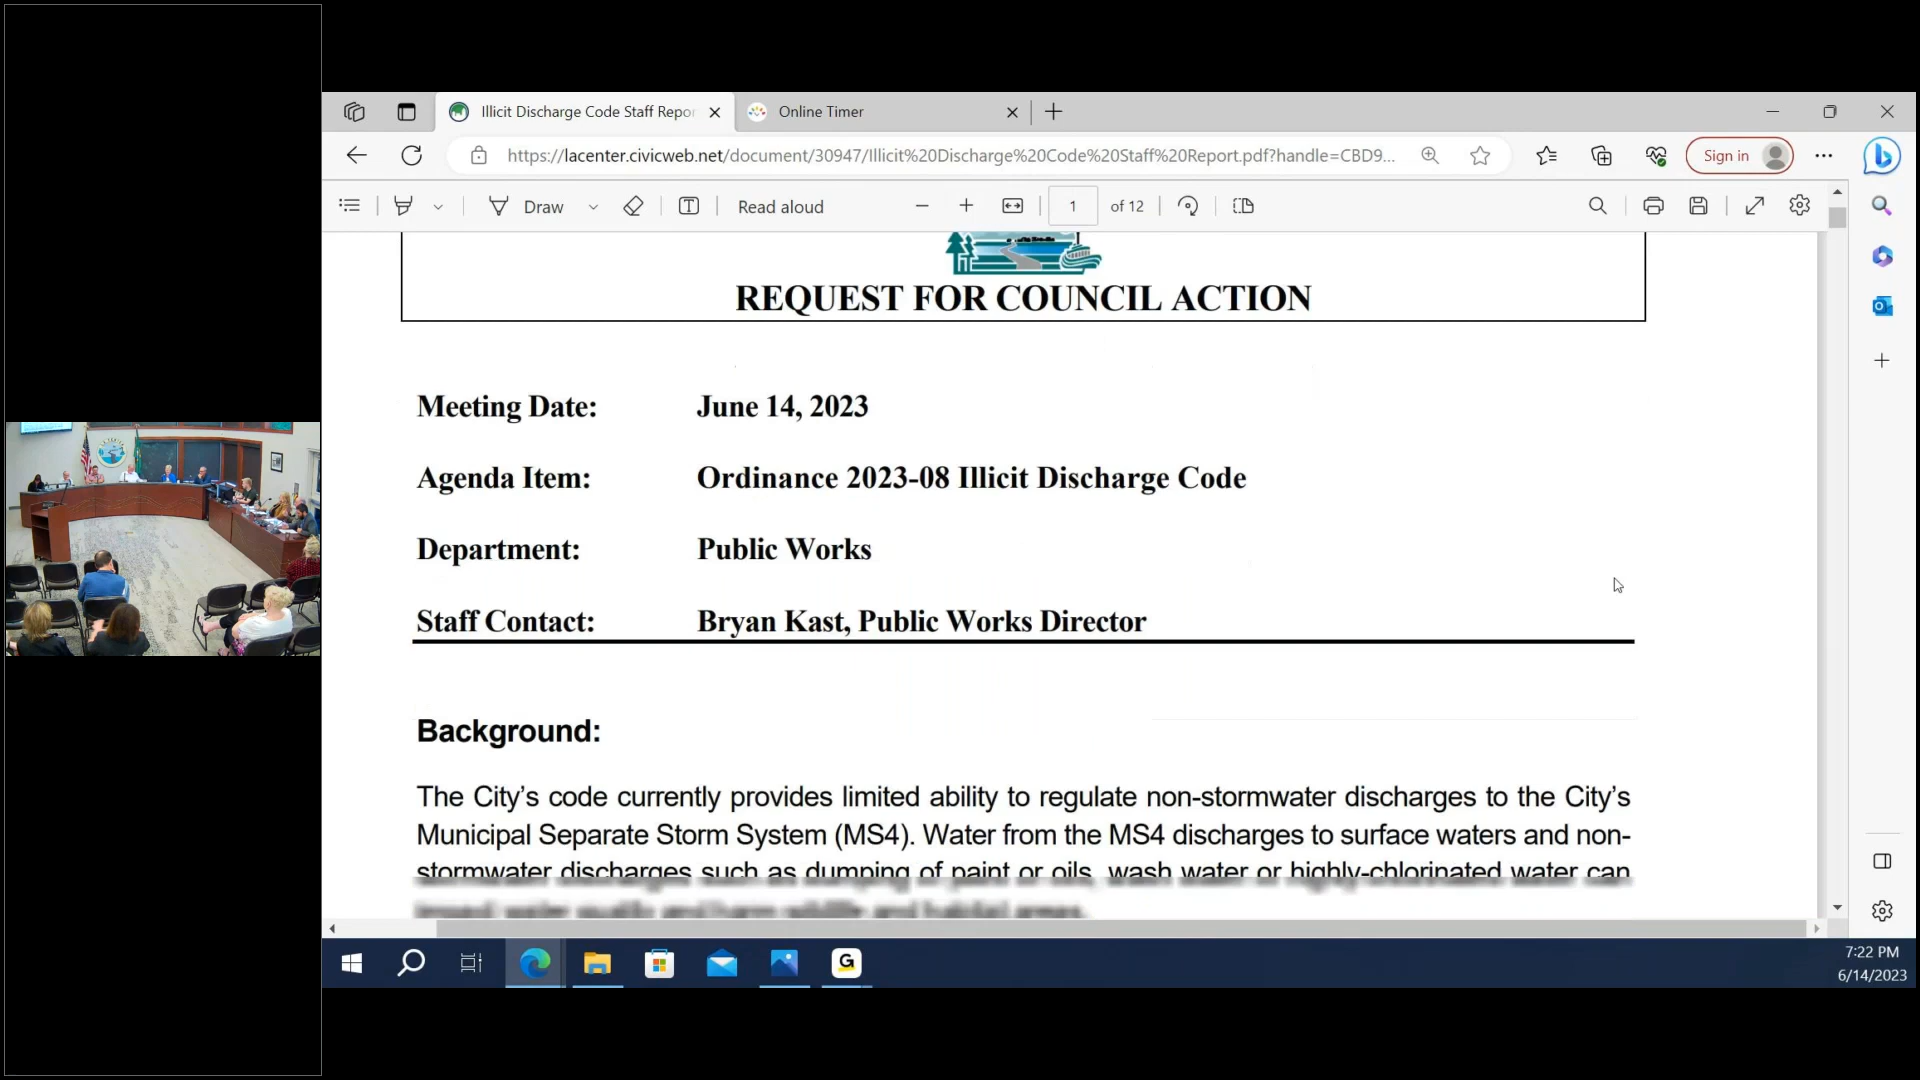 Illicit Discharge Code Staff Repor
Online Timer
https://lacenter.civicweb.net/document/30947/Illicit%20Discharge%20Code%20Staff%20Report.pdf?handle=CBD9...
Sign in
Draw
Read aloud
1 of 12
REQUEST FOR COUNCIL ACTION
Meeting Date: June 14, 2023
Agenda Item: Ordinance 2023-08 Illicit Discharge Code
Department: Public Works
Staff Contact: Bryan Kast, Public Works Director
Background:
The City’s code currently provides limited ability to regulate non-stormwater discharges to the City’s
Municipal Separate Storm System (MS4). Water from the MS4 discharges to surface waters and non-
stormwater discharges such as dumping of paint or oils, wash water or highly-chlorinated water can
7:22 PM
6/14/2023